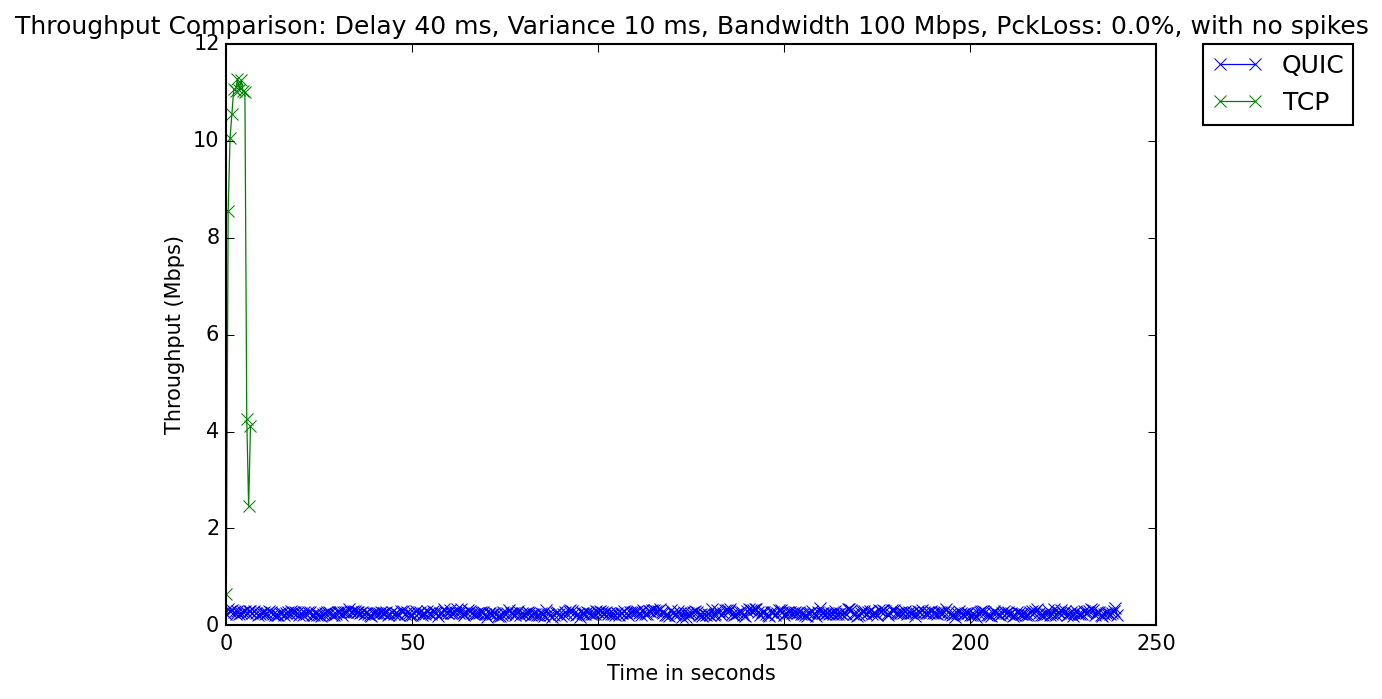 Throughput Comparison: Delay 40 ms, Variance 10 ms, Bandwidth 100 Mbps, PckLoss: 0.0%, with no spikes
QUIC
TCP
12
10
8
6
4
2
0
Throughput (Mbps)
0 50 100 150 200 250
Time in seconds